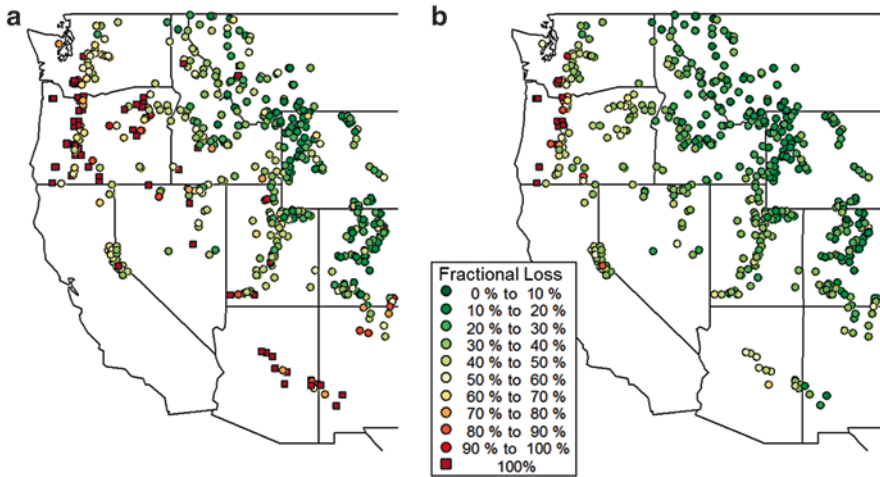 a
b
Fractional Loss
0 % to 10 %
10 % to 20 %
20 % to 30 %
30 % to 40 %
40 % to 50 %
50 % to 60 %
60 % to 70 %
70 % to 80 %
80 % to 90 %
90 % to 100 %
100%